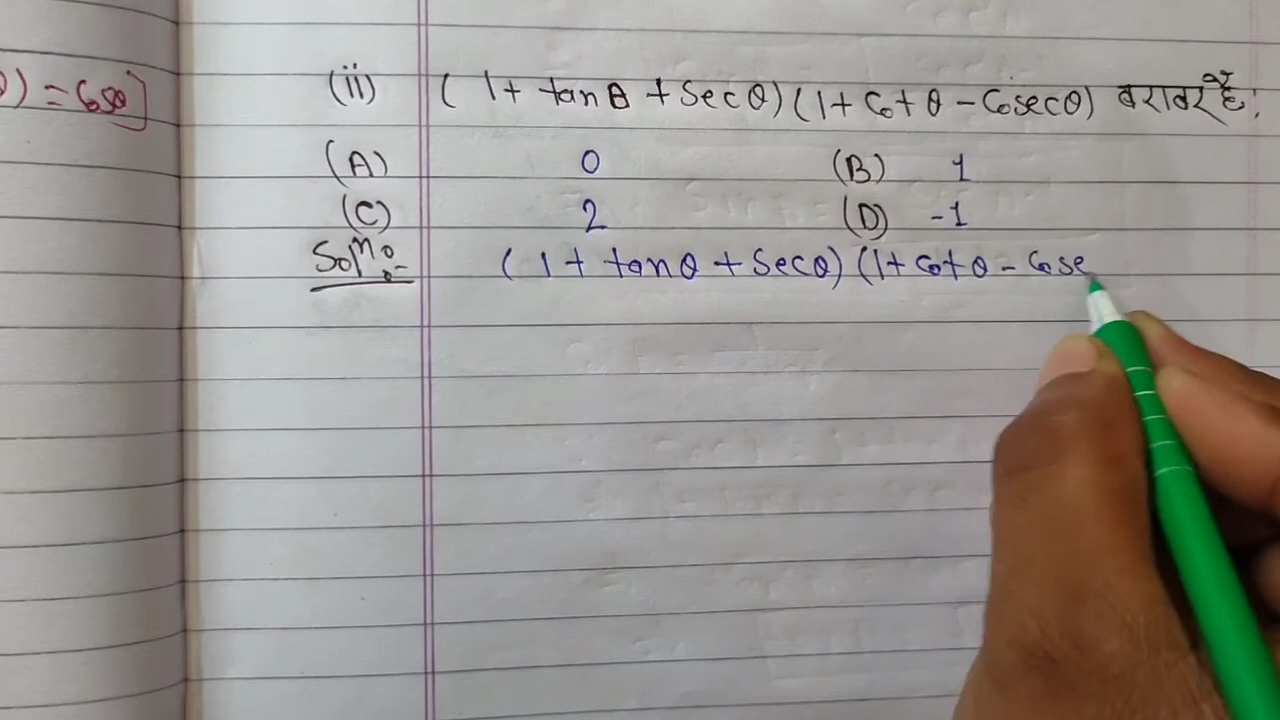 ) = Cosθ]
(ii) (1 + tanθ + Secθ) (1 + Cotθ - Cosecθ) बराबर है:
(A) 0 (B) 1
(C) 2 (D) -1
Soln:- (1 + tanθ + Secθ) (1 + Cotθ - Cose